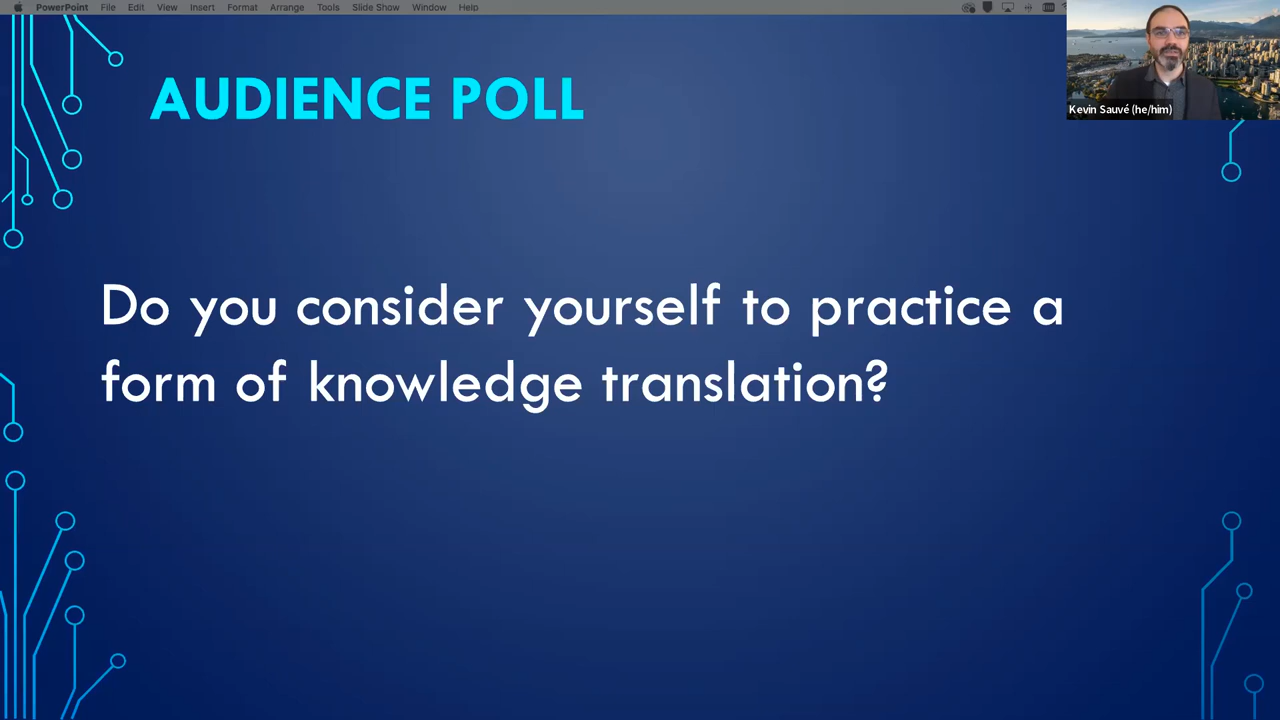 PowerPoint File Edit View Insert Format Arrange Tools Slide Show Window Help
Kevin Sauvé (he/him)
AUDIENCE POLL
Do you consider yourself to practice a
form of knowledge translation?